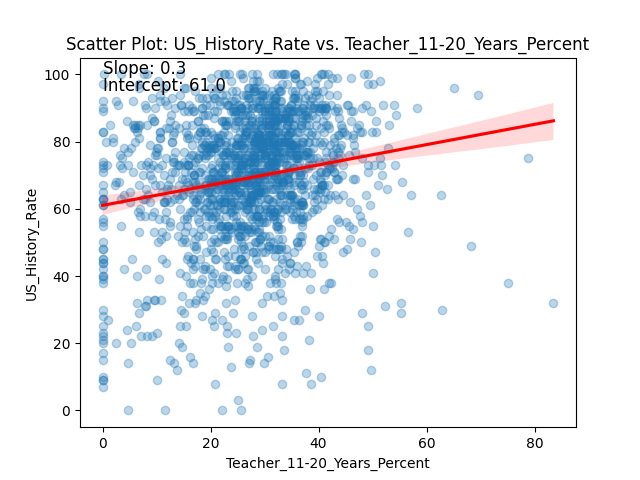 Scatter Plot: US_History_Rate vs. Teacher_11-20_Years_Percent
Slope: 0.3
Intercept: 61.0
100
80
60
40
20
0
US_History_Rate
0 20 40 60 80
Teacher_11-20_Years_Percent